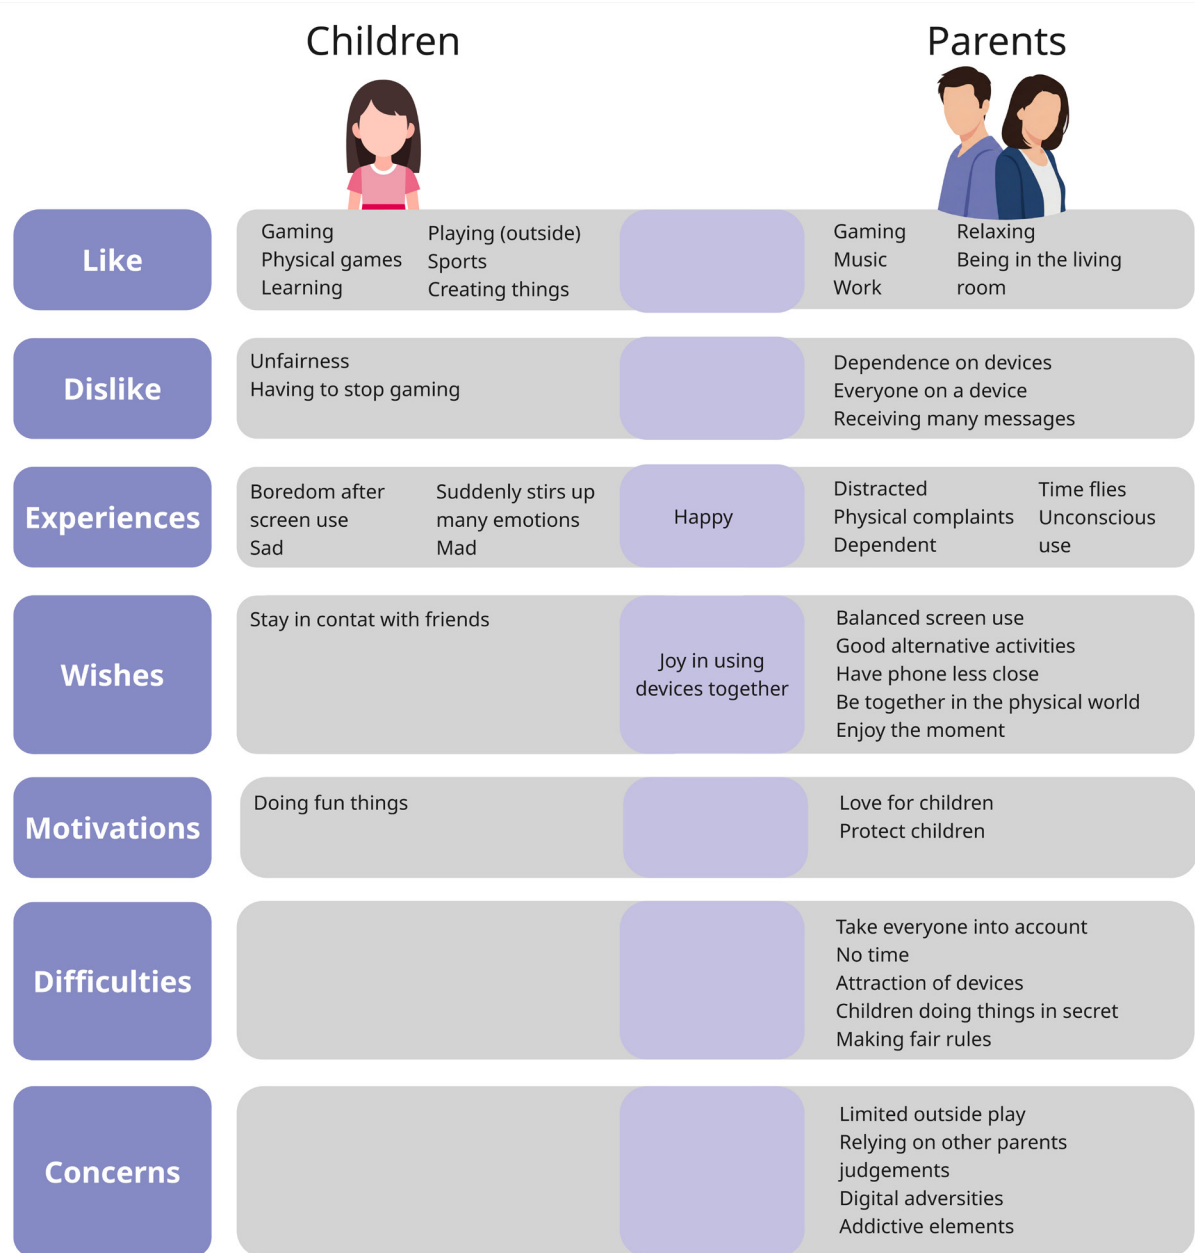 Children
Parents
Like
Gaming
Physical games
Learning
Playing (outside)
Sports
Creating things
Gaming
Music
Work
Relaxing
Being in the living
room
Dislike
Unfairness
Having to stop gaming
Dependence on devices
Everyone on a device
Receiving many messages
Experiences
Boredom after
screen use
Sad
Suddenly stirs up
many emotions
Mad
Happy
Distracted
Physical complaints
Dependent
Time flies
Unconscious
use
Wishes
Stay in contat with friends
Joy in using
devices together
Balanced screen use
Good alternative activities
Have phone less close
Be together in the physical world
Enjoy the moment
Motivations
Doing fun things
Love for children
Protect children
Difficulties
Take everyone into account
No time
Attraction of devices
Children doing things in secret
Making fair rules
Concerns
Limited outside play
Relying on other parents
judgements
Digital adversities
Addictive elements